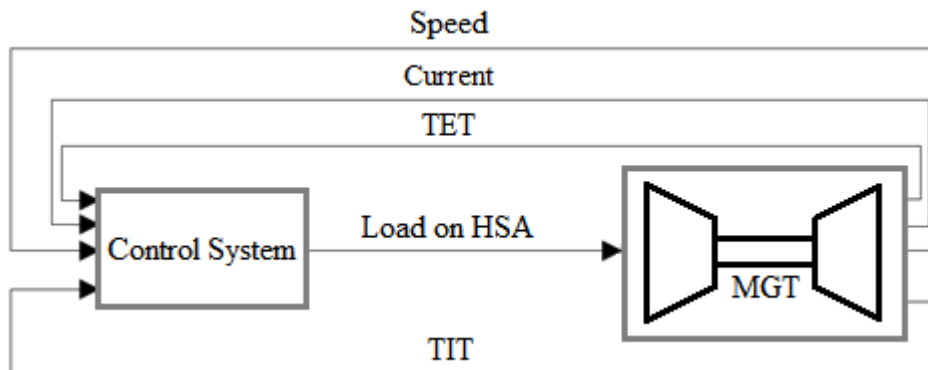 Speed
Current
TET
Control System
Load on HSA
MGT
TIT